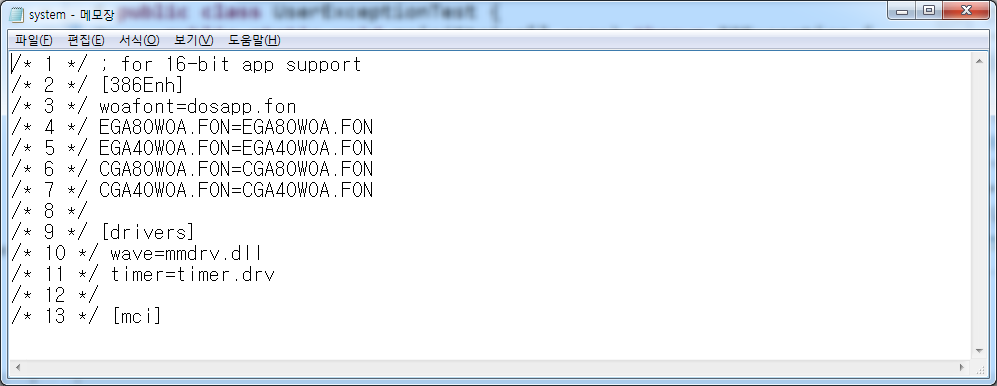 public class UserExceptionTest {
system - 메모장
파일(F) 편집(E) 서식(O) 보기(V) 도움말(H)
/* 1 */ ; for 16-bit app support
/* 2 */ [386Enh]
/* 3 */ woafont=dosapp.fon
/* 4 */ EGA80WOA.FON=EGA80WOA.FON
/* 5 */ EGA40WOA.FON=EGA40WOA.FON
/* 6 */ CGA80WOA.FON=CGA80WOA.FON
/* 7 */ CGA40WOA.FON=CGA40WOA.FON
/* 8 */
/* 9 */ [drivers]
/* 10 */ wave=mmdrv.dll
/* 11 */ timer=timer.drv
/* 12 */
/* 13 */ [mci]